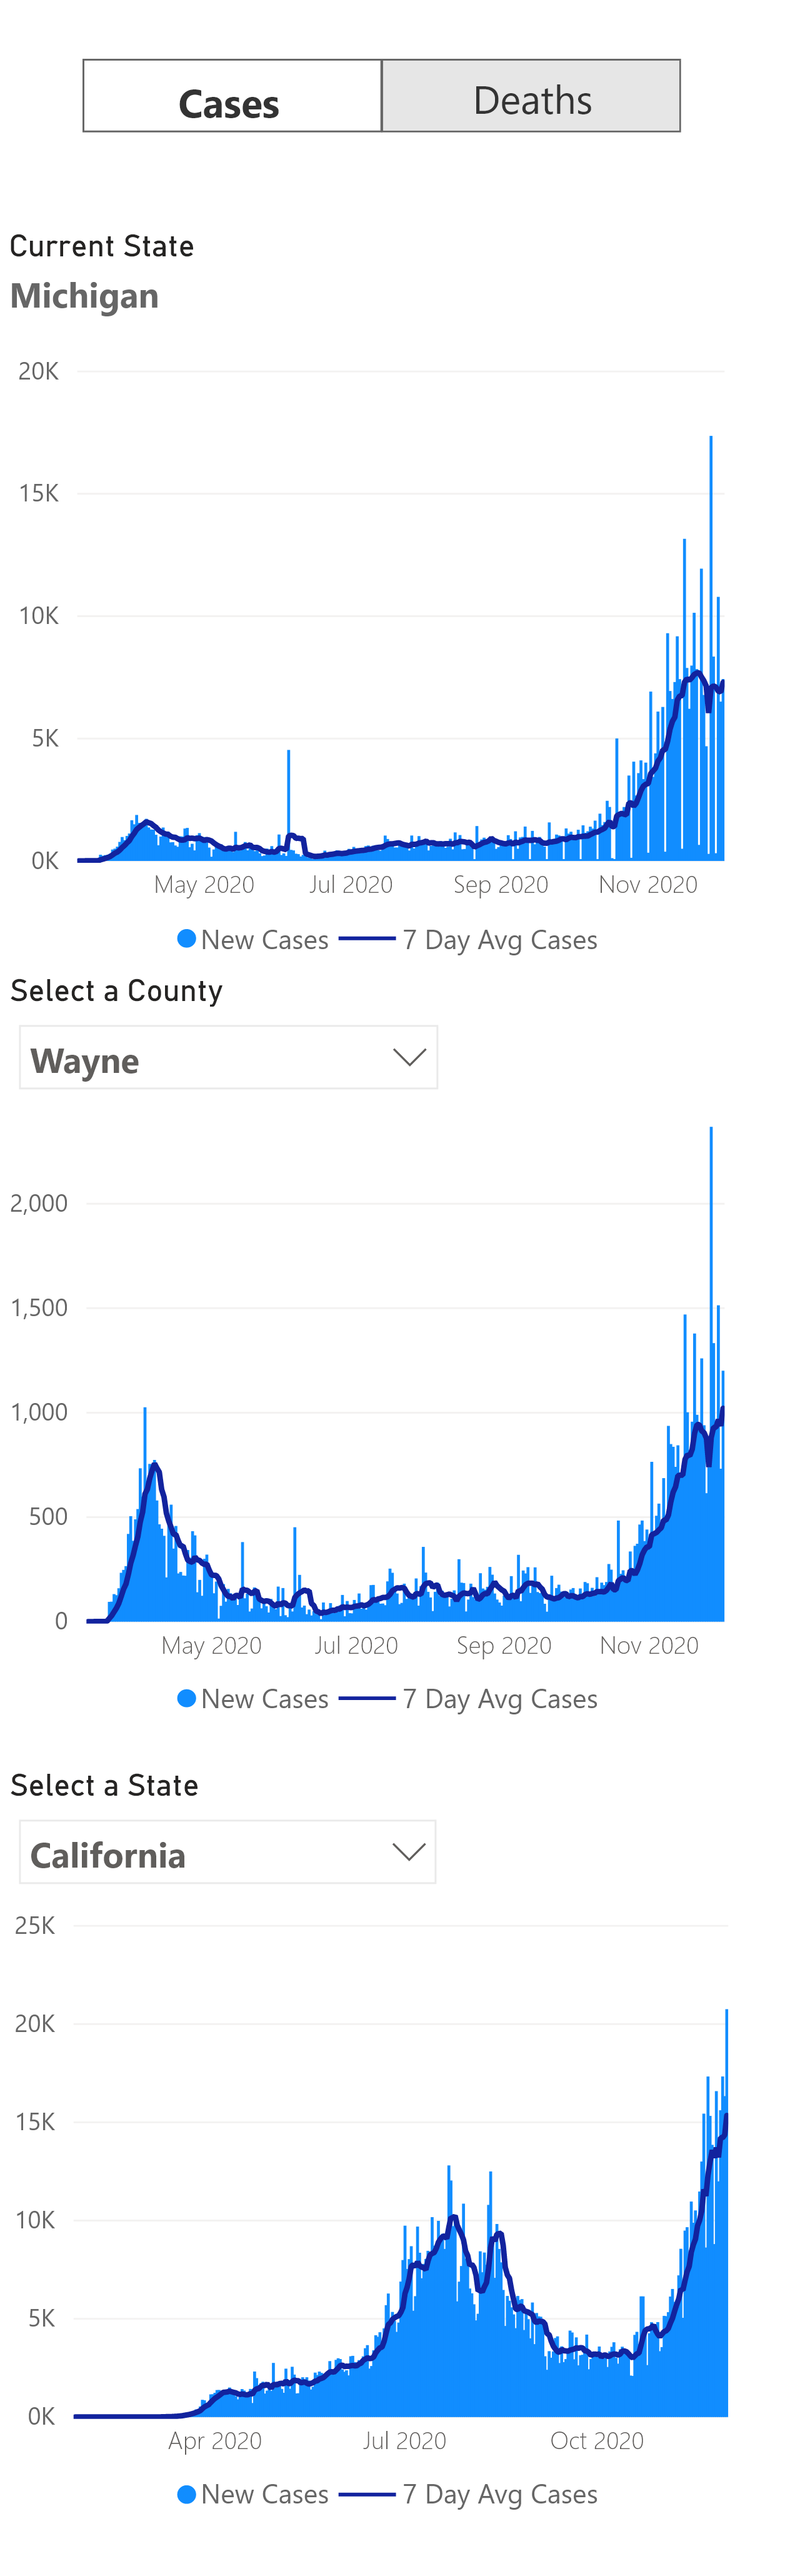 Cases Deaths
Current State
Michigan
20K
15K
10K
5K
0K
May 2020 Jul 2020 Sep 2020 Nov 2020
New Cases 7 Day Avg Cases
Select a County
Wayne
2,000
1,500
1,000
500
0
May 2020 Jul 2020 Sep 2020 Nov 2020
New Cases 7 Day Avg Cases
Select a State
California
25K
20K
15K
10K
5K
0K
Apr 2020 Jul 2020 Oct 2020
New Cases 7 Day Avg Cases